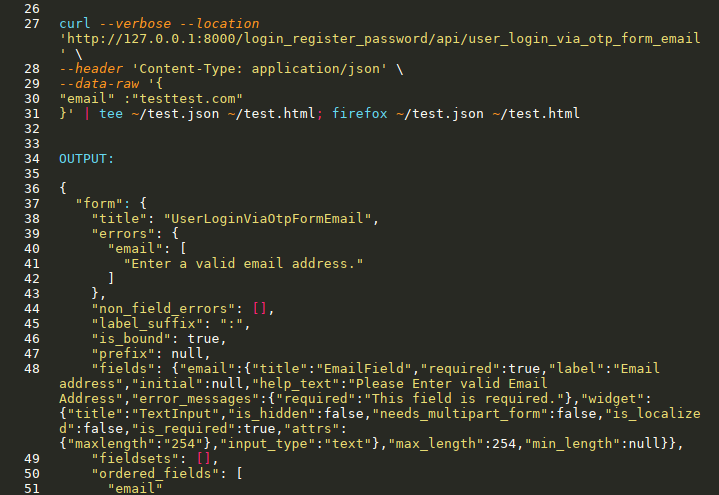 26
27 curl --verbose --location
'http://127.0.0.1:8000/login_register_password/api/user_login_via_otp_form_email
' \
28 --header 'Content-Type: application/json' \
29 --data-raw '{
30 "email" :"testtest.com"
31 }' | tee ~/test.json ~/test.html; firefox ~/test.json ~/test.html
32
33
34 OUTPUT:
35
36 {
37   "form": {
38     "title": "UserLoginViaOtpFormEmail",
39     "errors": {
40       "email": [
41         "Enter a valid email address."
42       ]
43     },
44     "non_field_errors": [],
45     "label_suffix": ":",
46     "is_bound": true,
47     "prefix": null,
48     "fields": {"email":{"title":"EmailField","required":true,"label":"Email
address","initial":null,"help_text":"Please Enter valid Email
Address","error_messages":{"required":"This field is required."},"widget":
{"title":"TextInput","is_hidden":false,"needs_multipart_form":false,"is_localize
d":false,"is_required":true,"attrs":
{"maxlength":"254"},"input_type":"text"},"max_length":254,"min_length":null}},
49     "fieldsets": [],
50     "ordered_fields": [
51       "email"